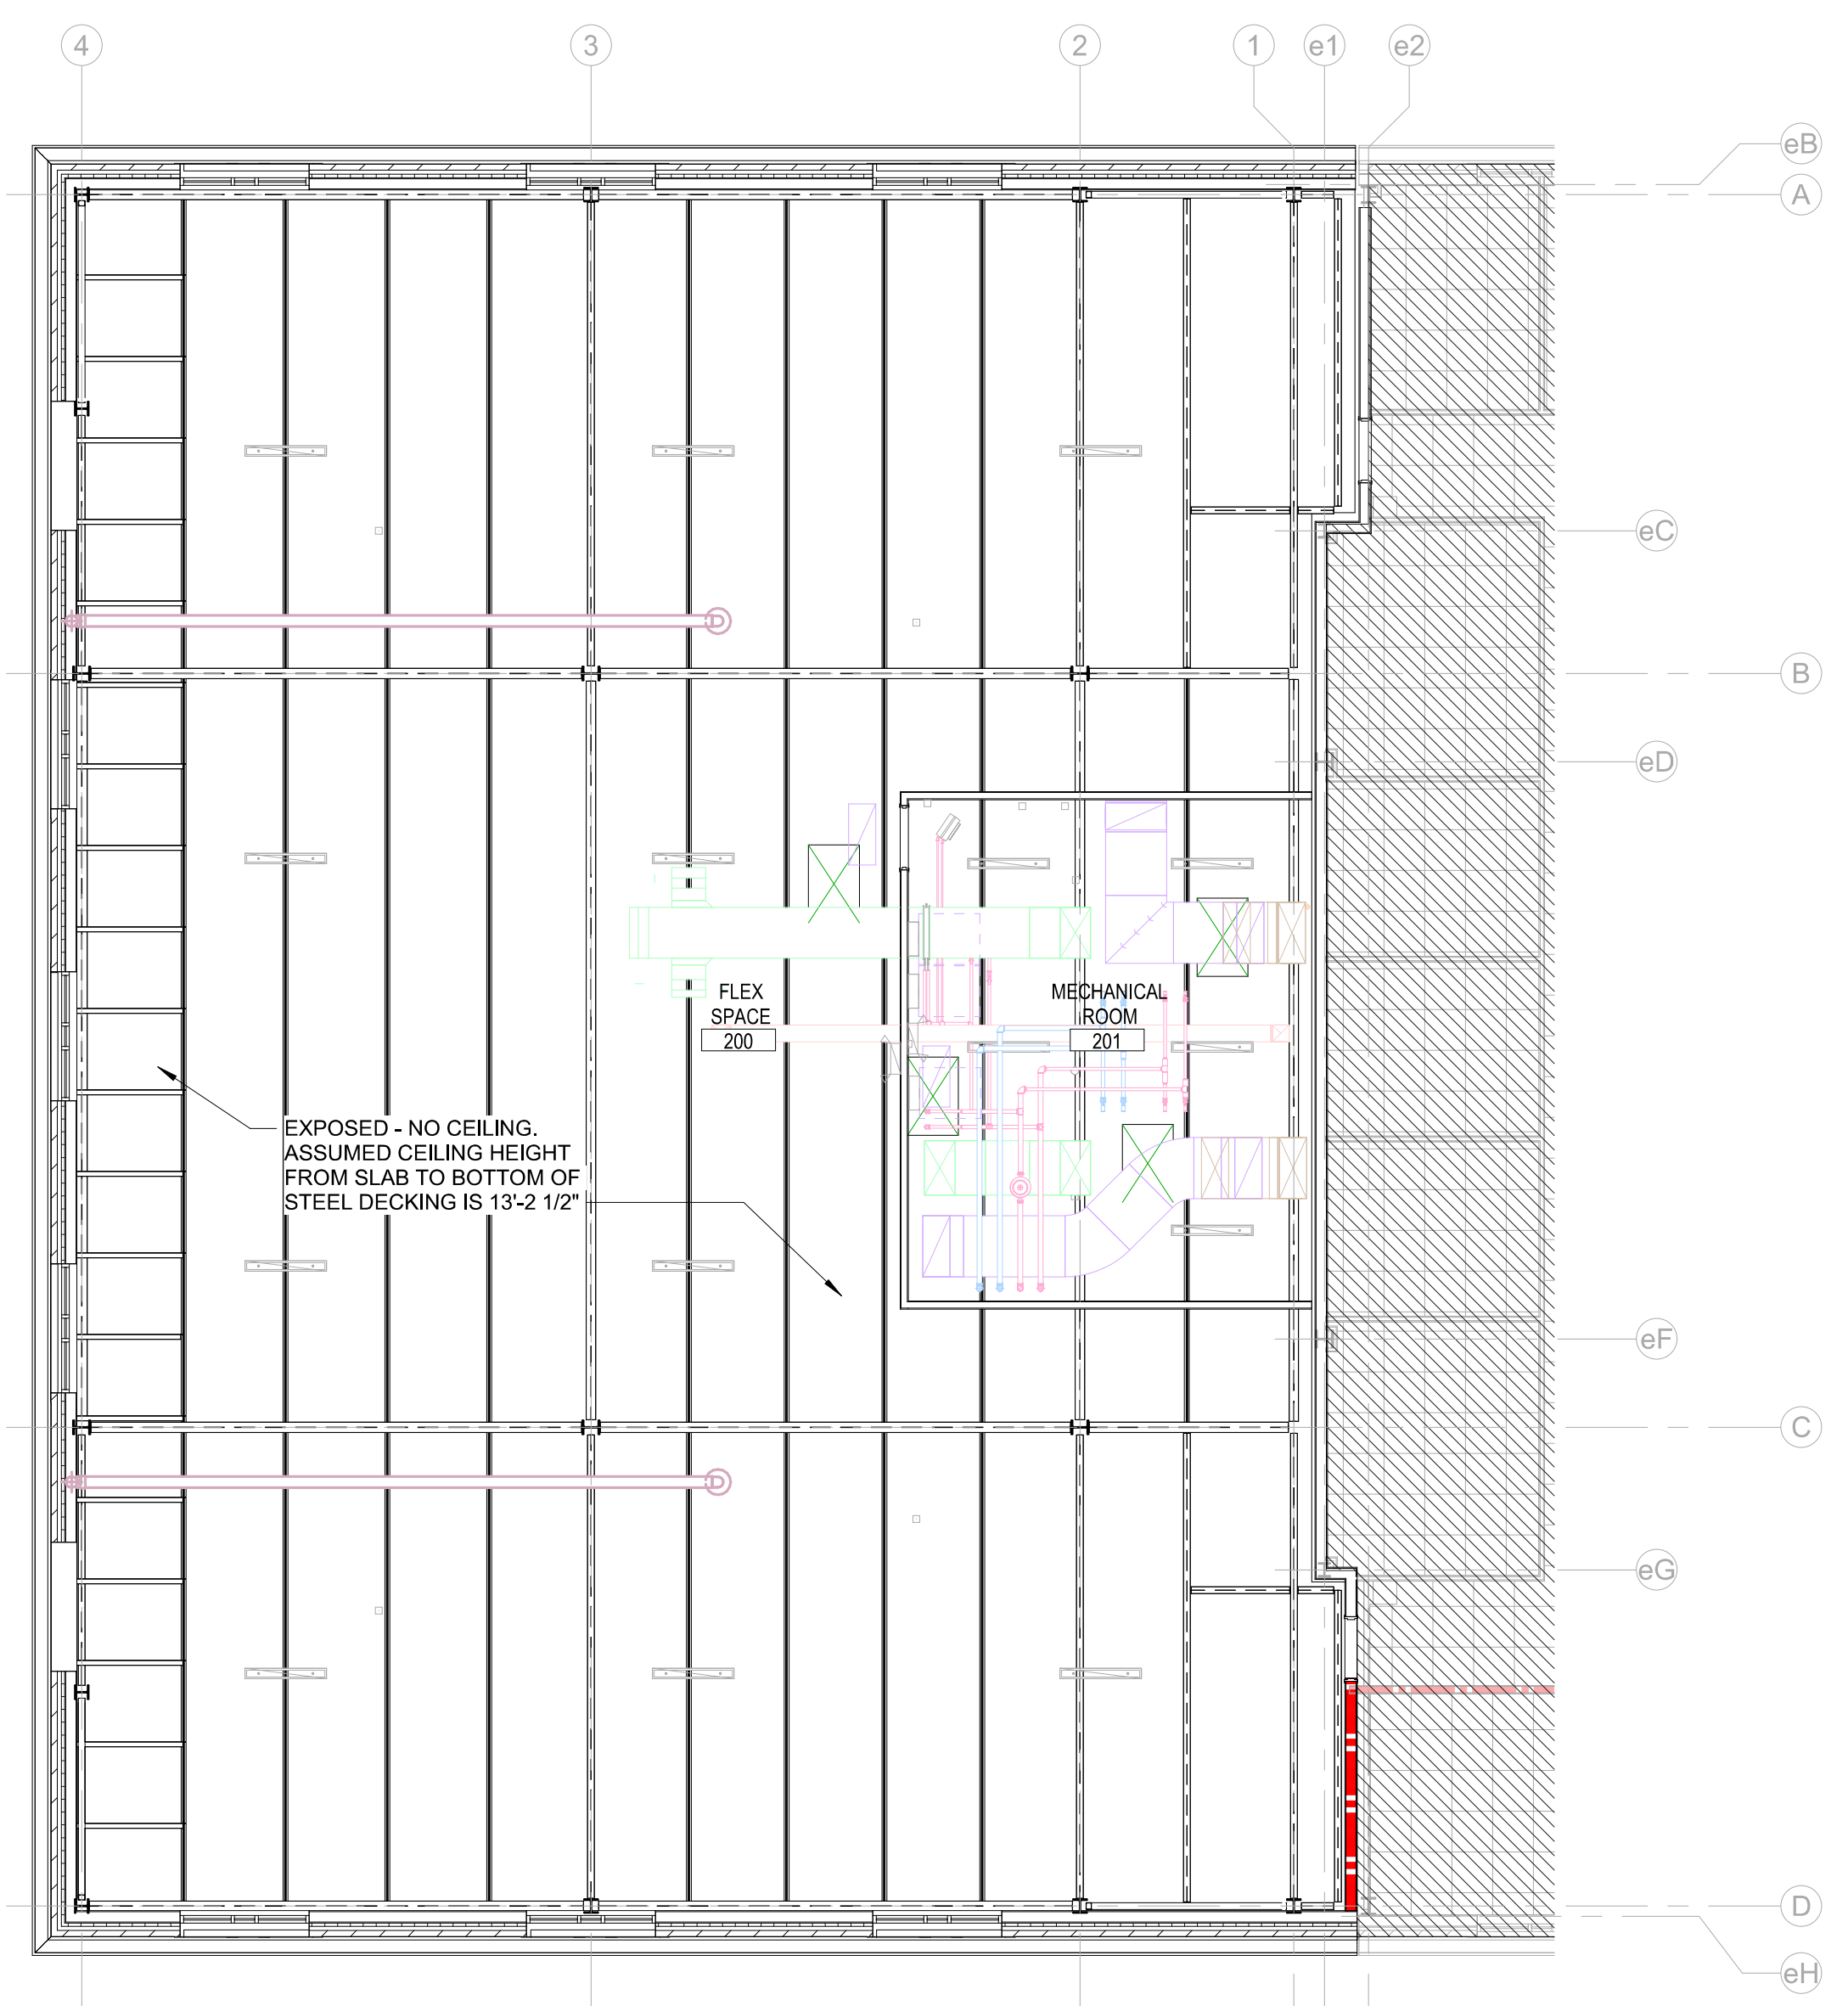 4
3
2
1
e1
e2
eB
A
eC
B
eD
FLEX
SPACE
200
MECHANICAL
ROOM
201
EXPOSED - NO CEILING.
ASSUMED CEILING HEIGHT
FROM SLAB TO BOTTOM OF
STEEL DECKING IS 13'-2 1/2"
eF
C
eG
D
eH